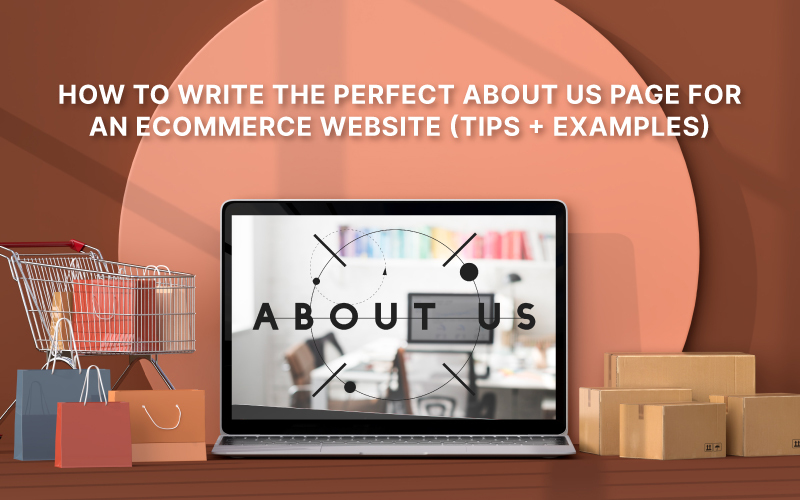 HOW TO WRITE THE PERFECT ABOUT US PAGE FOR
AN ECOMMERCE WEBSITE (TIPS + EXAMPLES)
ABOUT US